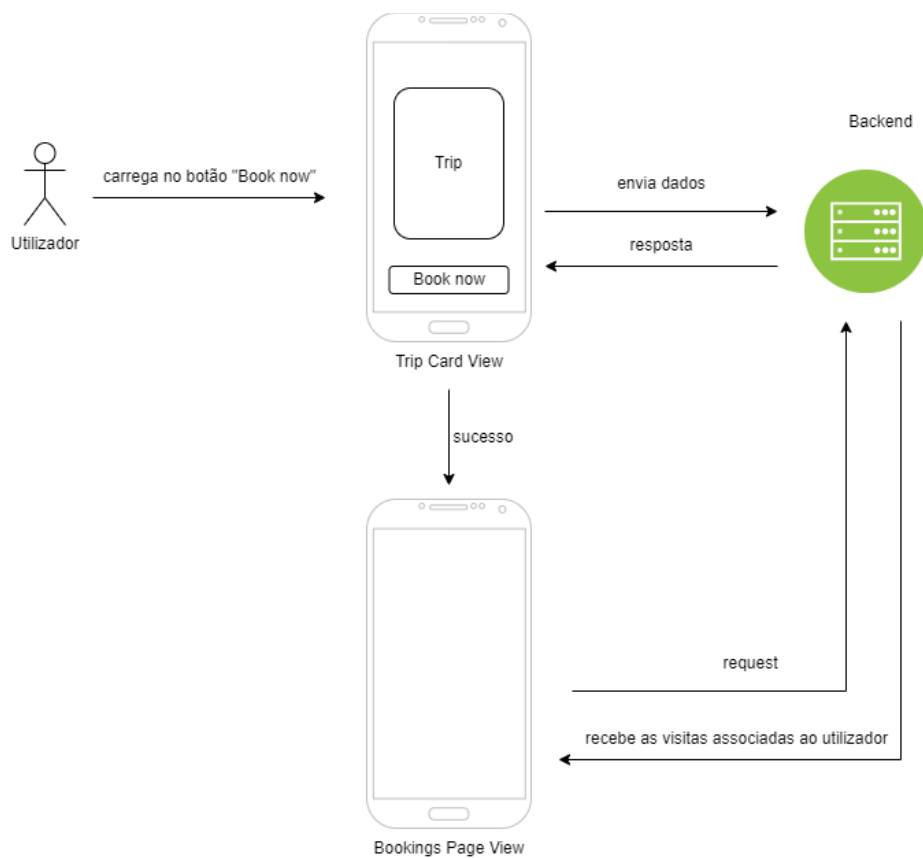 Backend
Trip
carrega no botão "Book now"
envia dados
Utilizador
resposta
Book now
Trip Card View
sucesso
request
recebe as visitas associadas ao utilizador
Bookings Page View